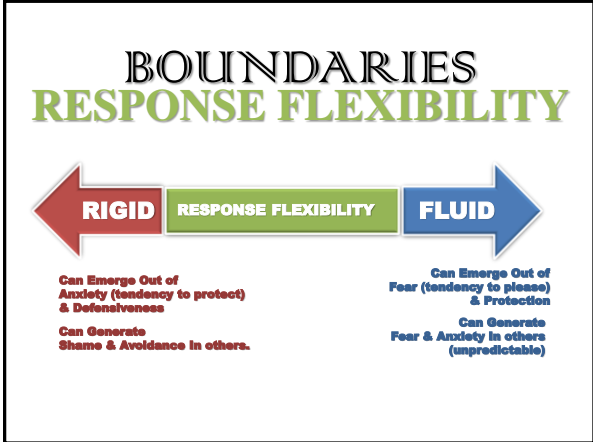 BOUNDARIES
RESPONSE FLEXIBILITY
RIGID
RESPONSE FLEXIBILITY
FLUID
Can Emerge Out of
Anxiety (tendency to protect)
& Defensiveness
Can Generate
Shame & Avoidance in others.
Can Emerge Out of
Fear (tendency to please)
& Protection
Can Generate
Fear & Anxiety in others
(unpredictable)